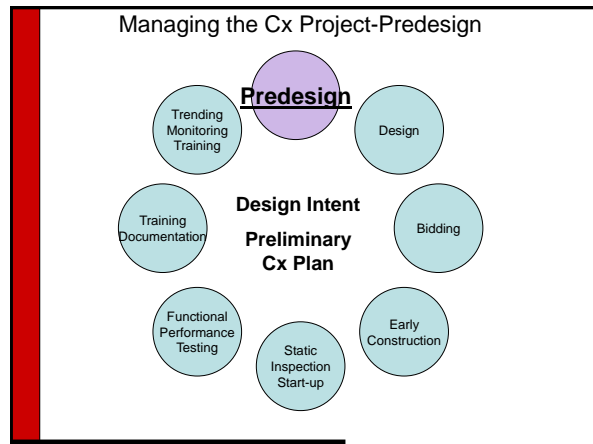 Managing the Cx Project-Predesign
Predesign
Design
Bidding
Early
Construction
Static
Inspection
Start-up
Functional
Performance
Testing
Training
Documentation
Trending
Monitoring
Training
Design Intent
Preliminary
Cx Plan